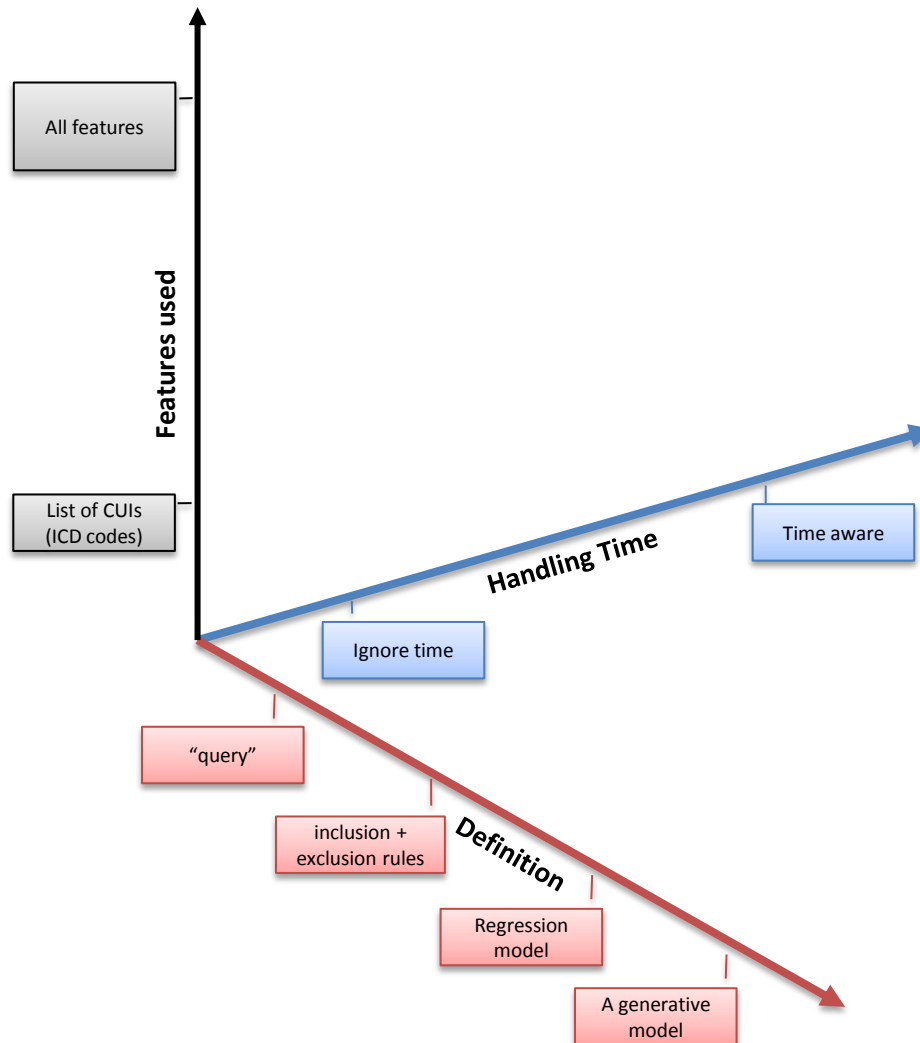 All features
Features used
List of CUIs
(ICD codes)
Handling Time
Time aware
Ignore time
“query”
inclusion +
exclusion rules
Definition
Regression
model
A generative
model